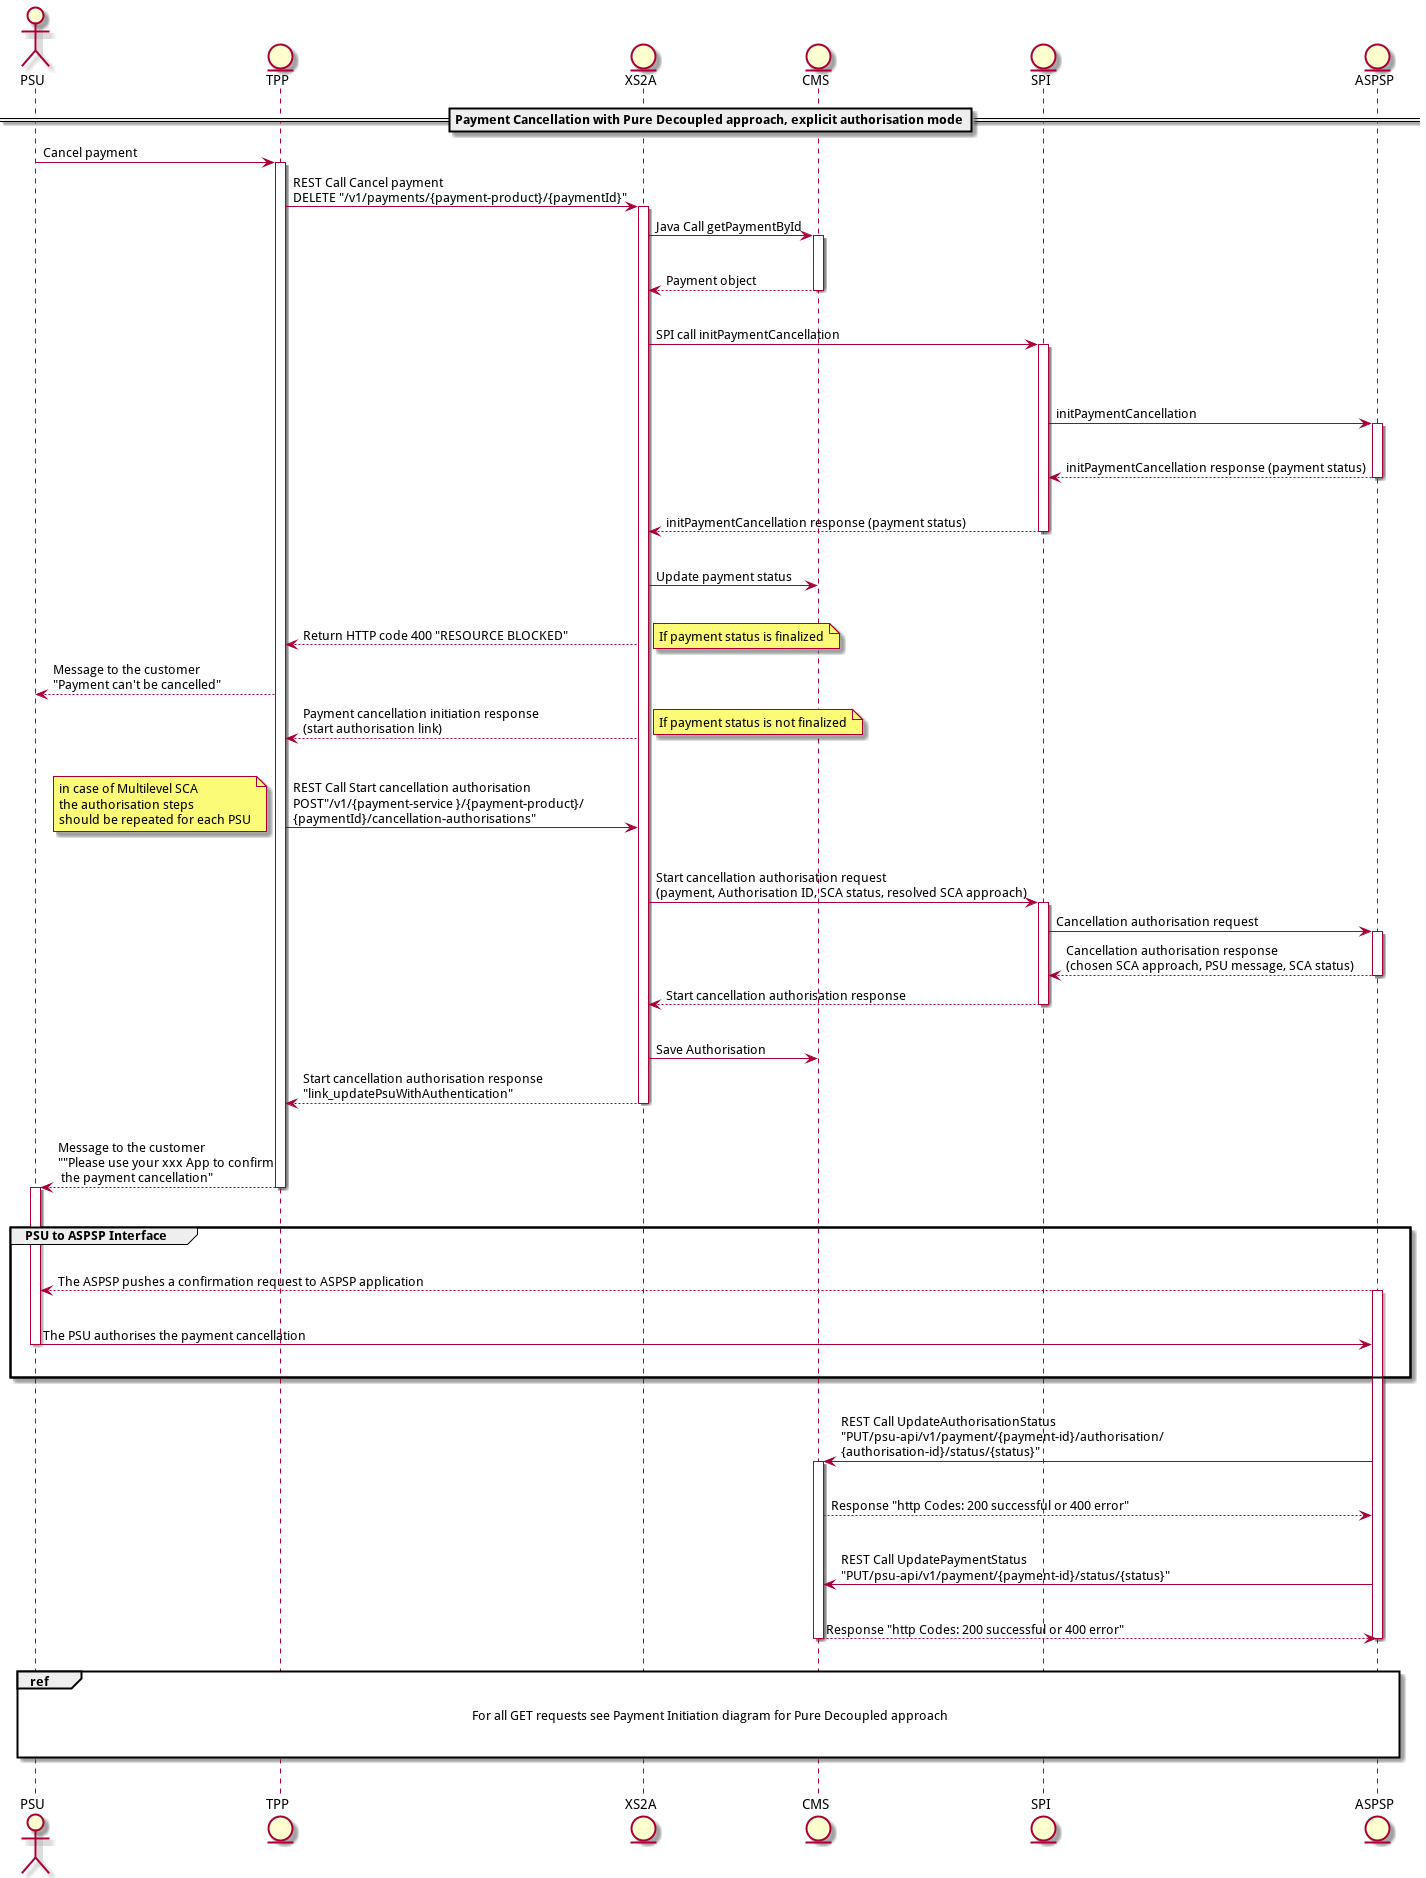 PSU
TPP
XS2A
CMS
SPI
ASPSP
Payment Cancellation with Pure Decoupled approach, explicit authorisation mode
Cancel payment
REST Call Cancel payment
DELETE "/v1/payments/{payment-product}/{paymentId}"
Java Call getPaymentById
Payment object
SPI call initPaymentCancellation
initPaymentCancellation
initPaymentCancellation response (payment status)
initPaymentCancellation response (payment status)
Update payment status
Return HTTP code 400 "RESOURCE BLOCKED"
If payment status is finalized
Message to the customer
"Payment can't be cancelled"
Payment cancellation initiation response
(start authorisation link)
If payment status is not finalized
in case of Multilevel SCA
the authorisation steps
should be repeated for each PSU
REST Call Start cancellation authorisation
POST"/v1/{payment-service }/{payment-product}/
{paymentId}/cancellation-authorisations"
Start cancellation authorisation request
(payment, Authorisation ID, SCA status, resolved SCA approach)
Cancellation authorisation request
Cancellation authorisation response
(chosen SCA approach, PSU message, SCA status)
Start cancellation authorisation response
Save Authorisation
Start cancellation authorisation response
"link_updatePsuWithAuthentication"
Message to the customer
""Please use your xxx App to confirm
the payment cancellation"
PSU to ASPSP Interface
The ASPSP pushes a confirmation request to ASPSP application
The PSU authorises the payment cancellation
REST Call UpdateAuthorisationStatus
"PUT/psu-api/v1/payment/{payment-id}/authorisation/
{authorisation-id}/status/{status}"
Response "http Codes: 200 successful or 400 error"
REST Call UpdatePaymentStatus
"PUT/psu-api/v1/payment/{payment-id}/status/{status}"
Response "http Codes: 200 successful or 400 error"
ref
For all GET requests see Payment Initiation diagram for Pure Decoupled approach
PSU
TPP
XS2A
CMS
SPI
ASPSP